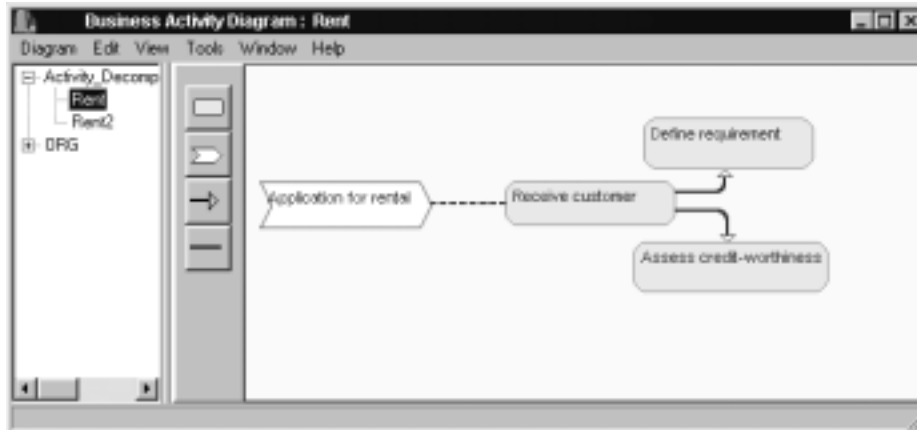 Business Activity Diagram : Rent
Diagram Edit View Tools Window Help
Activity_Decomp
Rent
Rent2
ORG
Application for rental
Receive customer
Define requirement
Assess credit-worthiness